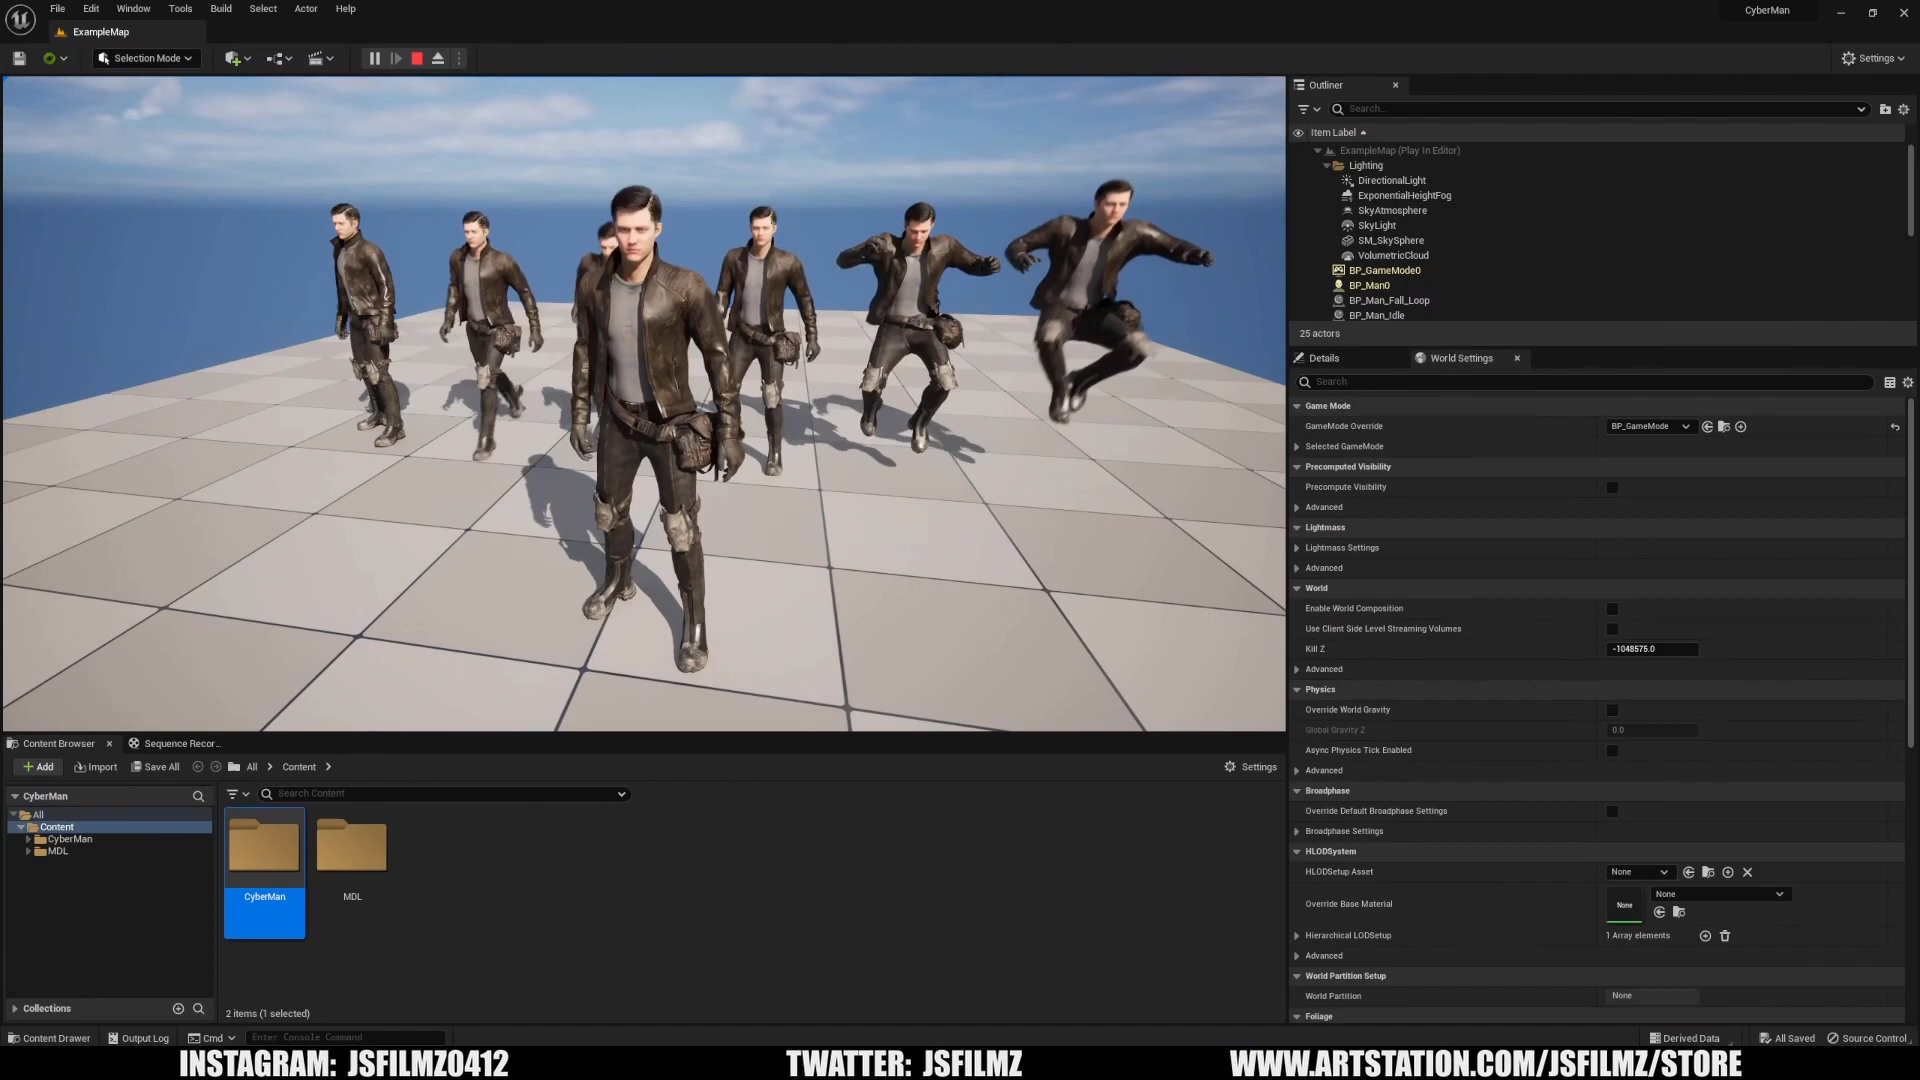 File Edit Window Tools Build Select Actor Help
CyberMan
ExampleMap
Selection Mode
Settings
Outliner
Search...
Item Label
ExampleMap (Play In Editor)
Lighting
DirectionalLight
ExponentialHeightFog
SkyAtmosphere
SkyLight
SM_SkySphere
VolumetricCloud
BP_GameMode0
BP_Man0
BP_Man_Fall_Loop
BP_Man_Idle
25 actors
Details
World Settings
Search
Game Mode
GameMode Override
BP_GameMode
Selected GameMode
Precomputed Visibility
Precompute Visibility
Advanced
Lightmass
Lightmass Settings
Advanced
World
Enable World Composition
Use Client Side Level Streaming Volumes
Kill Z
-1048575.0
Advanced
Physics
Override World Gravity
Global Gravity Z
0.0
Async Physics Tick Enabled
Advanced
Broadphase
Override Default Broadphase Settings
Broadphase Settings
HLODSystem
HLODSetup Asset
None
Override Base Material
None
None
Hierarchical LODSetup
1 Array elements
Advanced
World Partition Setup
World Partition
None
Foliage
Content Browser
Sequence Recor...
Add
Import
Save All
All
Content
Settings
CyberMan
Search Content
All
Content
CyberMan
MDL
CyberMan
MDL
Collections
2 items (1 selected)
Content Drawer
Output Log
Cmd
Enter Console Command
Derived Data
All Saved
Source Control
INSTAGRAM: JSFILMZ0412
TWATTER: JSFILMZ
WWW.ARTSTATION.COM/JSFILMZ/STORE